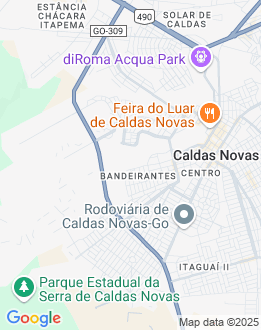 ESTÂNCIA
CHÁCARA
ITAPEMA
490
SOLAR DE
CALDAS
GO-309
diRoma Acqua Park
Feira do Luar
de Caldas Novas
Caldas Novas
BANDEIRANTES
CENTRO
Rodoviária de
Caldas Novas-Go
ITAGUAÍ II
Parque Estadual da
Serra de Caldas Novas
Google
Map data ©2025